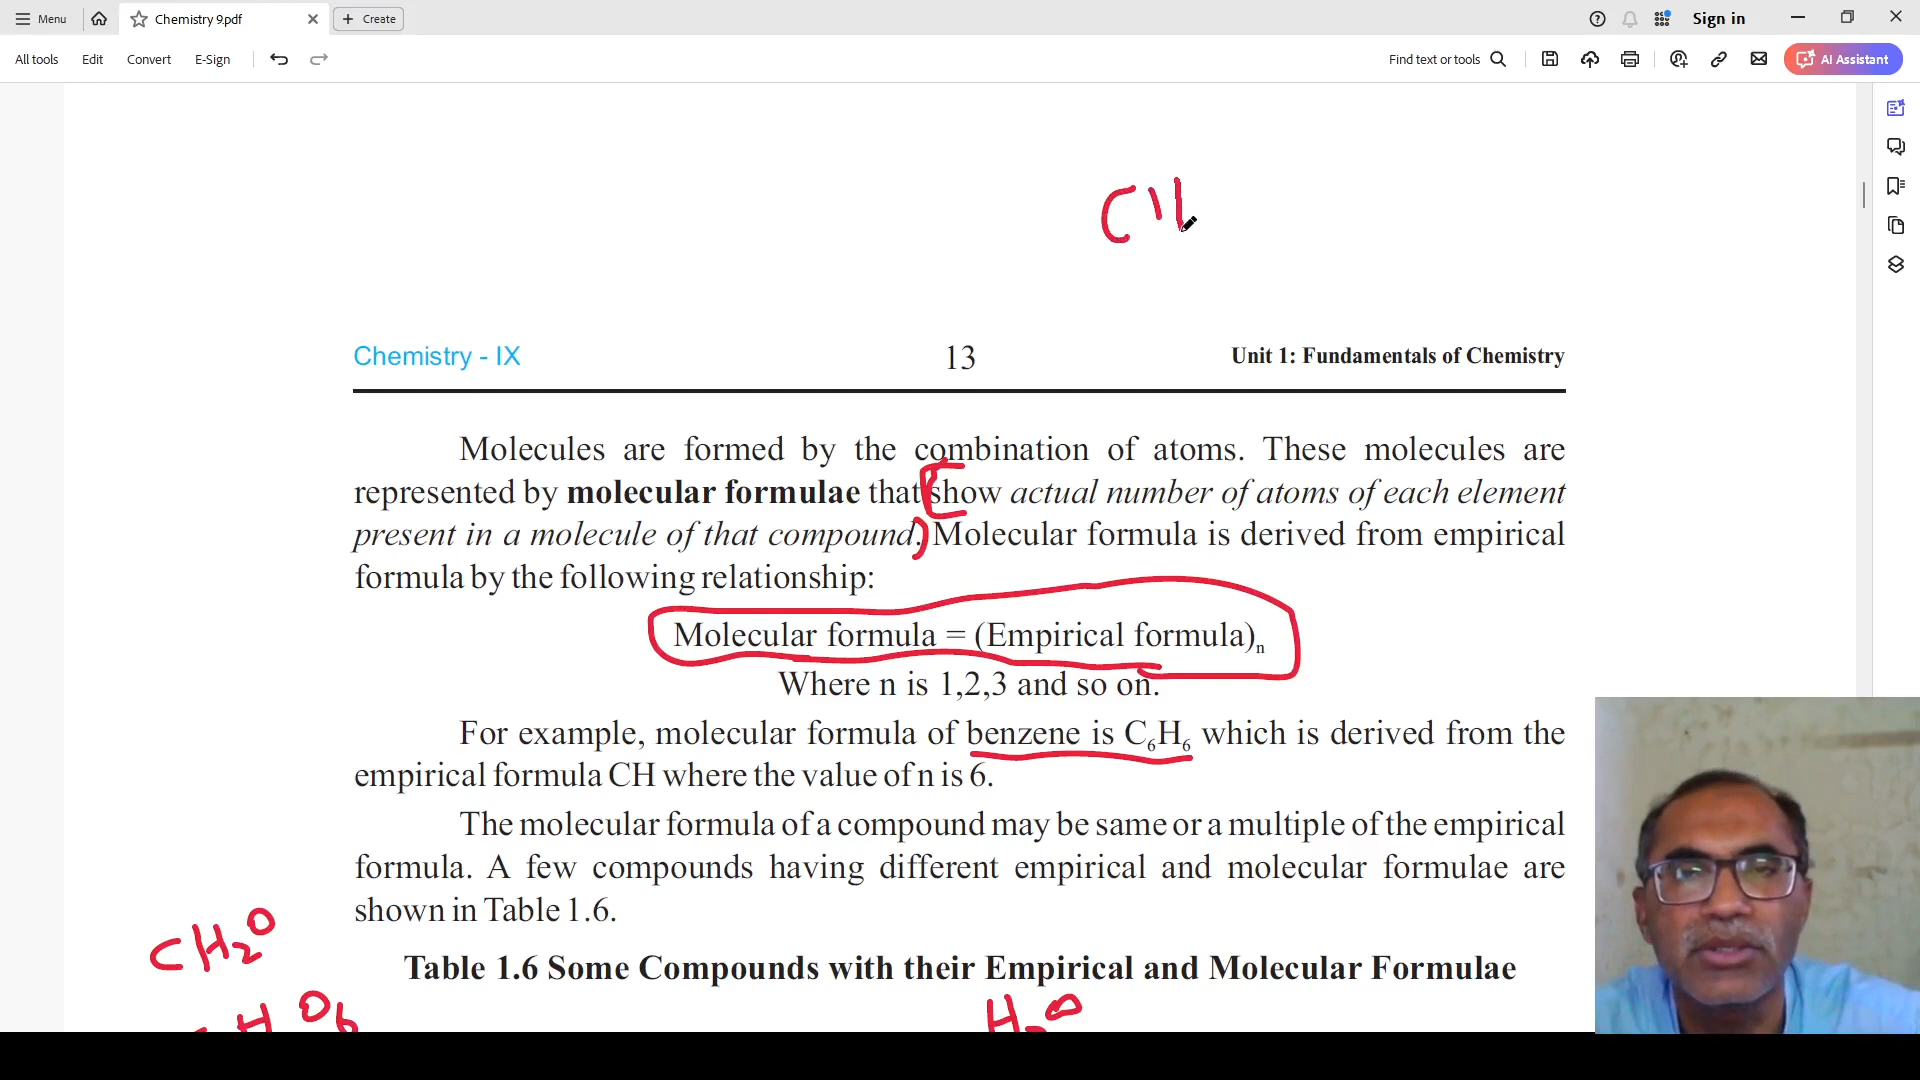 Menu
Chemistry 9.pdf
Create
Sign in
All tools
Edit
Convert
E-Sign
Find text or tools
AI Assistant
Chemistry - IX
13
Unit 1: Fundamentals of Chemistry
Molecules are formed by the combination of atoms. These molecules are
represented by molecular formulae that show actual number of atoms of each element
present in a molecule of that compound. Molecular formula is derived from empirical
formula by the following relationship:
Molecular formula = (Empirical formula)ₙ
Where n is 1,2,3 and so on.
For example, molecular formula of benzene is C₆H₆ which is derived from the
empirical formula CH where the value of n is 6.
The molecular formula of a compound may be same or a multiple of the empirical
formula. A few compounds having different empirical and molecular formulae are
shown in Table 1.6.
CH₂O
Table 1.6 Some Compounds with their Empirical and Molecular Formulae
H₂O